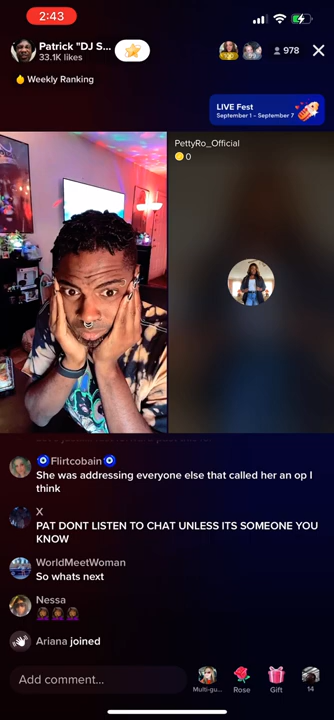 2:43
Patrick "DJ S...
33.1K likes
978
Weekly Ranking
LIVE Fest
September 1 – September 7
PettyRo_Official
0
Flirtcobain
She was addressing everyone else that called her an op I
think
X
PAT DONT LISTEN TO CHAT UNLESS ITS SOMEONE YOU
KNOW
WorldMeetWoman
So whats next
Nessa
Ariana joined
Add comment...
Multi-gu...
Rose
Gift
14